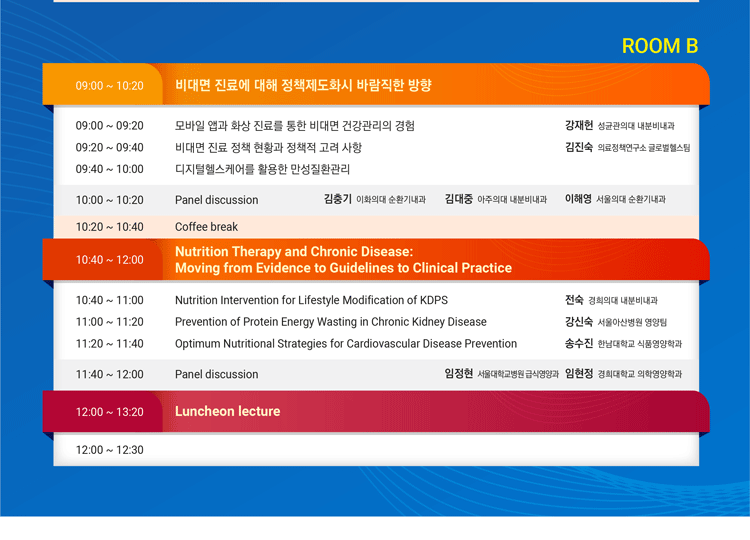 ROOM B
09:00 ~ 10:20 비대면 진료에 대해 정책제도화시 바람직한 방향
09:00 ~ 09:20 모바일 앱과 화상 진료를 통한 비대면 건강관리의 경험 강재헌 성균관의대 내분비내과
09:20 ~ 09:40 비대면 진료 정책 현황과 정책적 고려 사항 김진숙 의료정책연구소 글로벌헬스팀
09:40 ~ 10:00 디지털헬스케어를 활용한 만성질환관리
10:00 ~ 10:20 Panel discussion 김충기 이화의대 순환기내과 김대중 아주의대 내분비내과 이해영 서울의대 순환기내과
10:20 ~ 10:40 Coffee break
10:40 ~ 12:00 Nutrition Therapy and Chronic Disease:
Moving from Evidence to Guidelines to Clinical Practice
10:40 ~ 11:00 Nutrition Intervention for Lifestyle Modification of KDPS 전숙 경희의대 내분비내과
11:00 ~ 11:20 Prevention of Protein Energy Wasting in Chronic Kidney Disease 강신숙 서울아산병원 영양팀
11:20 ~ 11:40 Optimum Nutritional Strategies for Cardiovascular Disease Prevention 송수진 한남대학교 식품영양학과
11:40 ~ 12:00 Panel discussion 임정현 서울대학교병원 급식영양과 임현정 경희대학교 의학영양학과
12:00 ~ 13:20 Luncheon lecture
12:00 ~ 12:30